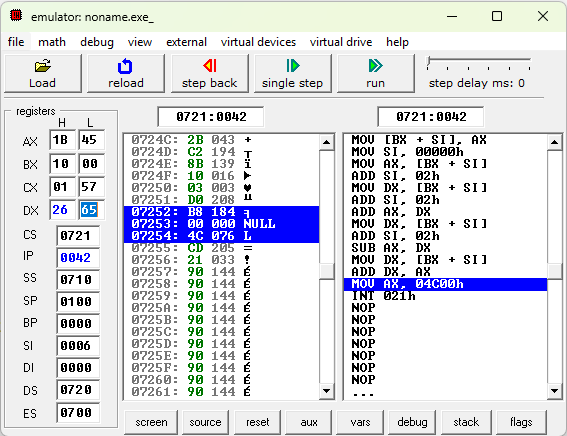 emulator: noname.exe_
file math debug view external virtual devices virtual drive help
Load reload step back single step run step delay ms: 0
registers
H L
AX 1B 45
BX 10 00
CX 01 57
DX 26 65
CS 0721
IP 0042
SS 0710
SP 0100
BP 0000
SI 0006
DI 0000
DS 0720
ES 0700
0721:0042
0724C: 2B 043 +
0724D: C2 194 ┬
0724E: 8B 139 ï
0724F: 10 016 ►
07250: 03 003 ♥
07251: D0 208 ╨
07252: B8 184 ╕
07253: 00 000 NULL
07254: 4C 076 L
07255: CD 205 =
07256: 21 033 !
07257: 90 144 É
07258: 90 144 É
07259: 90 144 É
0725A: 90 144 É
0725B: 90 144 É
0725C: 90 144 É
0725D: 90 144 É
0725E: 90 144 É
0725F: 90 144 É
07260: 90 144 É
07261: 90 144 É
0721:0042
MOV [BX + SI], AX
MOV SI, 00000h
MOV AX, [BX + SI]
ADD SI, 02h
MOV DX, [BX + SI]
ADD SI, 02h
ADD AX, DX
MOV DX, [BX + SI]
ADD SI, 02h
SUB AX, DX
MOV DX, [BX + SI]
ADD DX, AX
MOV AX, 04C00h
INT 021h
NOP
NOP
NOP
NOP
NOP
NOP
NOP
...
screen source reset aux vars debug stack flags